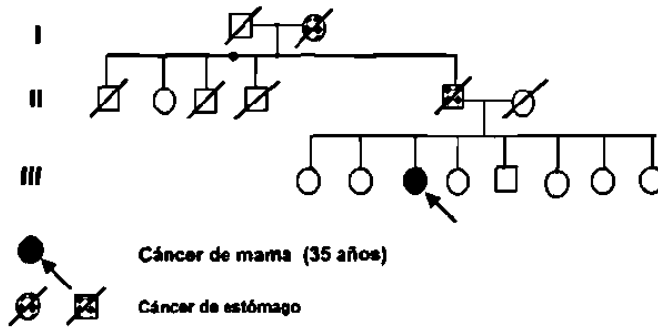 I
II
III
Cáncer de mama (35 años)
Cáncer de estómago